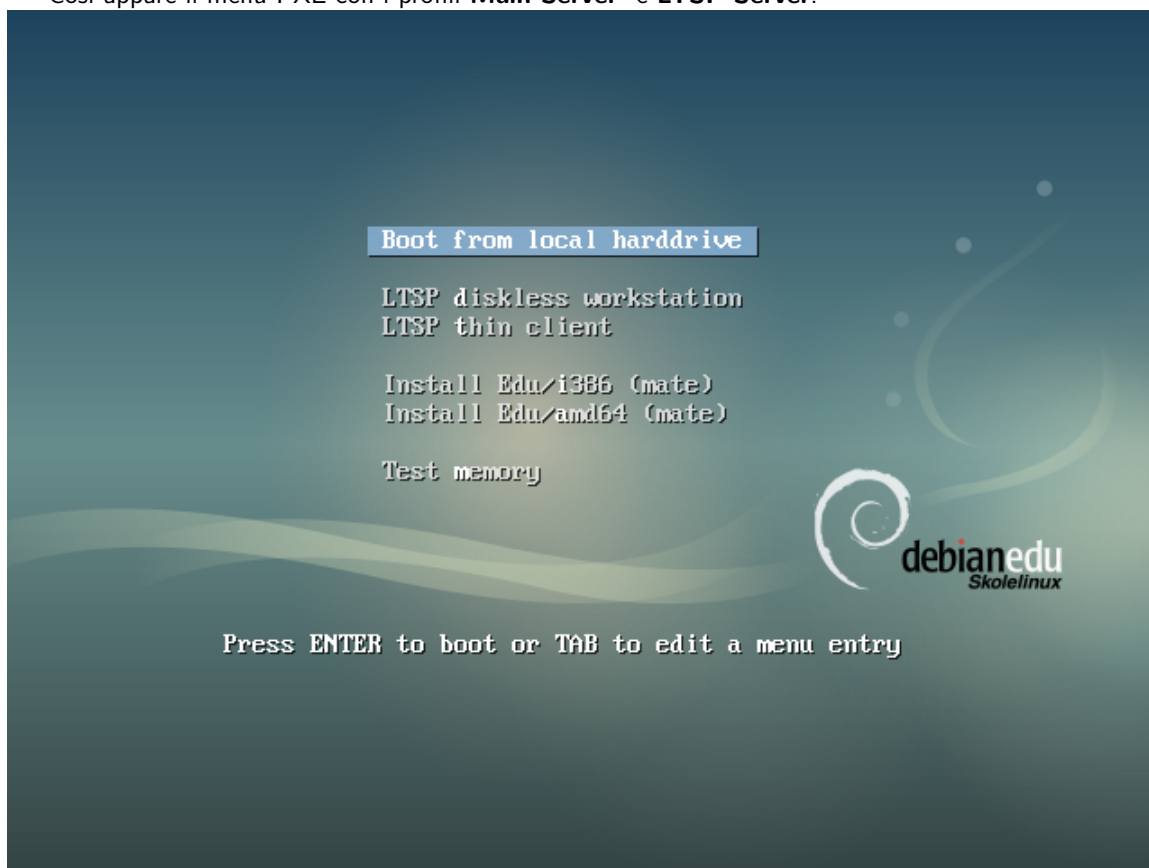 Così appare il menù PXE con i profili Main-Server e LTSP-Server:
Boot from local harddrive
LTSP diskless workstation
LTSP thin client
Install Edu/i386 (mate)
Install Edu/amd64 (mate)
Test memory
debianedu
Skolelinux
Press ENTER to boot or TAB to edit a menu entry